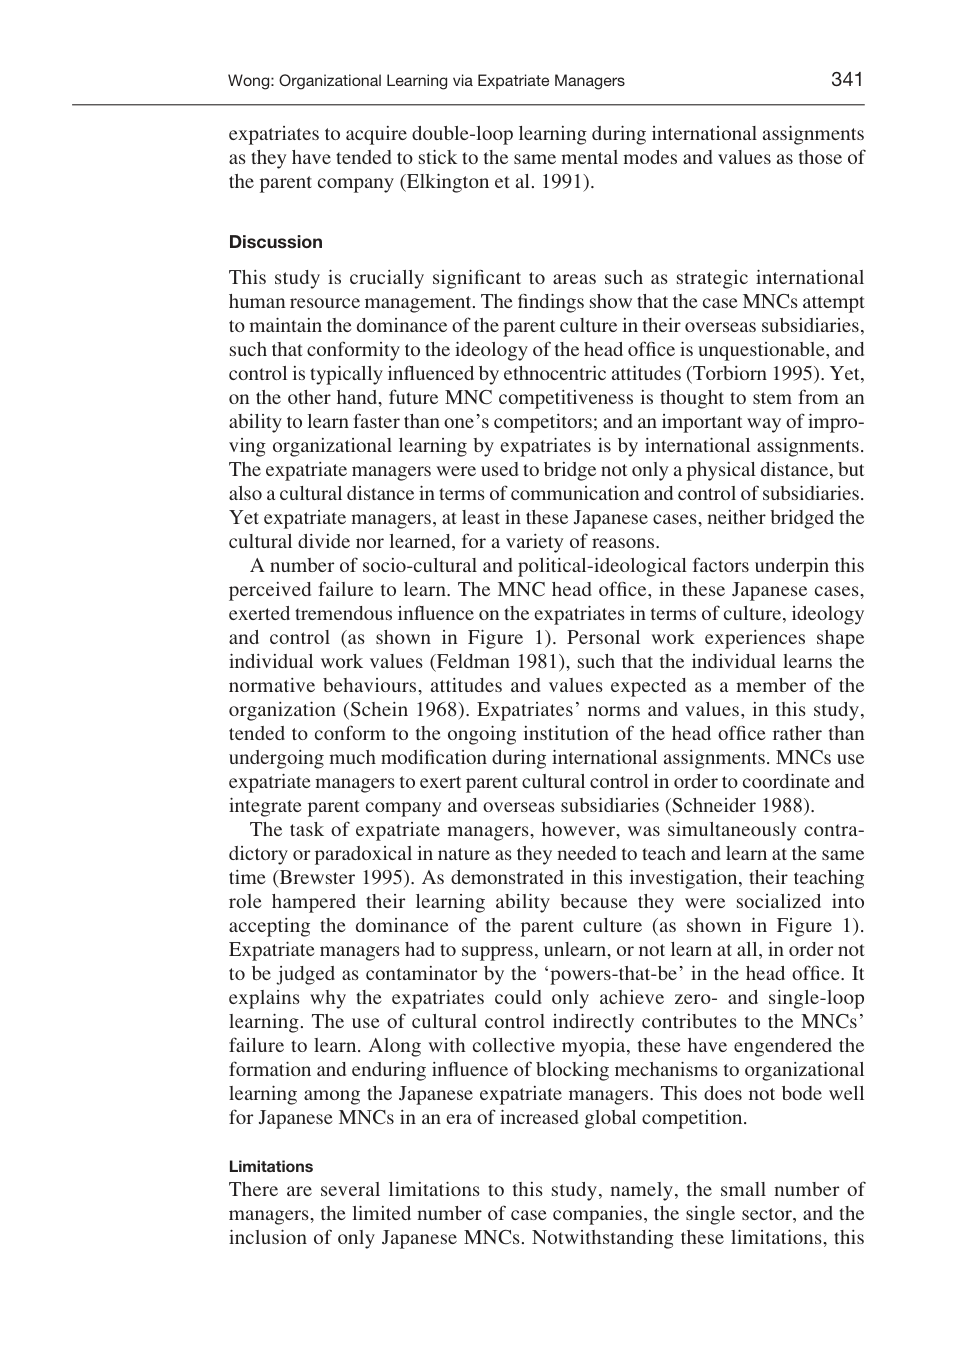 Wong: Organizational Learning via Expatriate Managers 341
expatriates to acquire double-loop learning during international assignments
as they have tended to stick to the same mental modes and values as those of
the parent company (Elkington et al. 1991).
Discussion
This study is crucially significant to areas such as strategic international
human resource management. The findings show that the case MNCs attempt
to maintain the dominance of the parent culture in their overseas subsidiaries,
such that conformity to the ideology of the head office is unquestionable, and
control is typically influenced by ethnocentric attitudes (Torbiorn 1995). Yet,
on the other hand, future MNC competitiveness is thought to stem from an
ability to learn faster than one’s competitors; and an important way of impro-
ving organizational learning by expatriates is by international assignments.
The expatriate managers were used to bridge not only a physical distance, but
also a cultural distance in terms of communication and control of subsidiaries.
Yet expatriate managers, at least in these Japanese cases, neither bridged the
cultural divide nor learned, for a variety of reasons.
A number of socio-cultural and political-ideological factors underpin this
perceived failure to learn. The MNC head office, in these Japanese cases,
exerted tremendous influence on the expatriates in terms of culture, ideology
and control (as shown in Figure 1). Personal work experiences shape
individual work values (Feldman 1981), such that the individual learns the
normative behaviours, attitudes and values expected as a member of the
organization (Schein 1968). Expatriates’ norms and values, in this study,
tended to conform to the ongoing institution of the head office rather than
undergoing much modification during international assignments. MNCs use
expatriate managers to exert parent cultural control in order to coordinate and
integrate parent company and overseas subsidiaries (Schneider 1988).
The task of expatriate managers, however, was simultaneously contra-
dictory or paradoxical in nature as they needed to teach and learn at the same
time (Brewster 1995). As demonstrated in this investigation, their teaching
role hampered their learning ability because they were socialized into
accepting the dominance of the parent culture (as shown in Figure 1).
Expatriate managers had to suppress, unlearn, or not learn at all, in order not
to be judged as contaminator by the ‘powers-that-be’ in the head office. It
explains why the expatriates could only achieve zero- and single-loop
learning. The use of cultural control indirectly contributes to the MNCs’
failure to learn. Along with collective myopia, these have engendered the
formation and enduring influence of blocking mechanisms to organizational
learning among the Japanese expatriate managers. This does not bode well
for Japanese MNCs in an era of increased global competition.
Limitations
There are several limitations to this study, namely, the small number of
managers, the limited number of case companies, the single sector, and the
inclusion of only Japanese MNCs. Notwithstanding these limitations, this